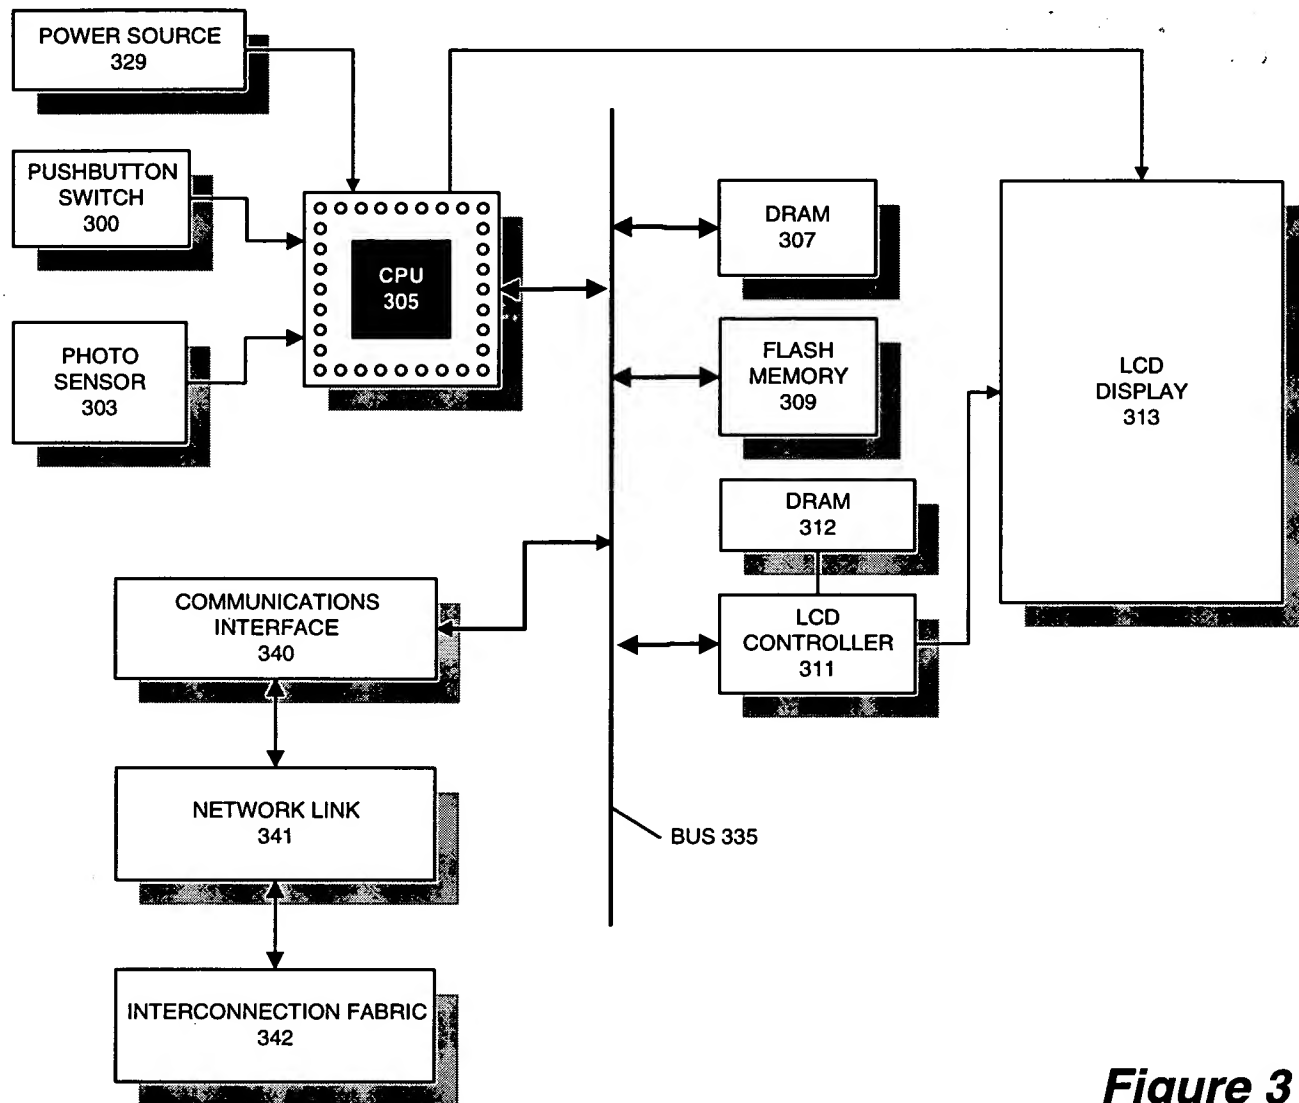 POWER SOURCE
329
PUSHBUTTON
SWITCH
300
PHOTO
SENSOR
303
CPU
305
DRAM
307
FLASH
MEMORY
309
DRAM
312
LCD
CONTROLLER
311
LCD
DISPLAY
313
COMMUNICATIONS
INTERFACE
340
NETWORK LINK
341
INTERCONNECTION FABRIC
342
BUS 335
Figure 3